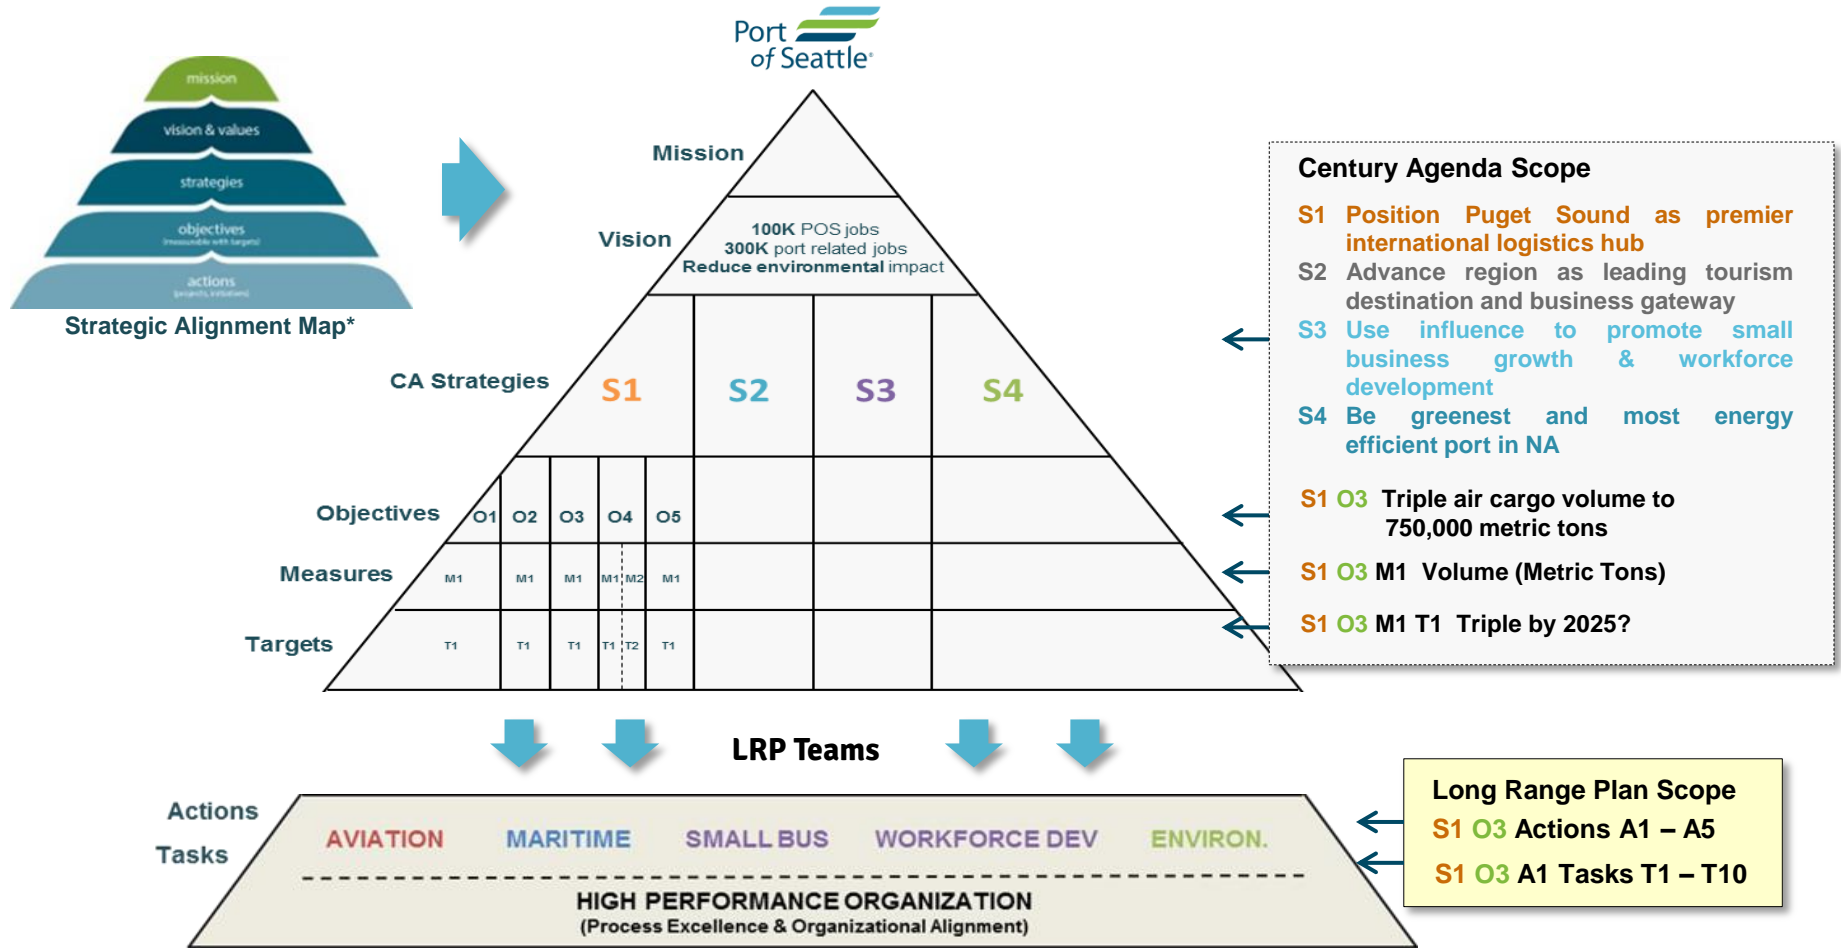 Port
of Seattle
mission
vision & values
strategies
objectives
(measurable with targets)
actions
(projects, initiatives)
Strategic Alignment Map*
Mission
Vision
100K POS jobs
300K port related jobs
Reduce environmental impact
CA Strategies
S1 S2 S3 S4
Objectives
O1 O2 O3 O4 O5
Measures
M1 M1 M1 M1 M2 M1
Targets
T1 T1 T1 T1 T2 T1
Century Agenda Scope
S1 Position Puget Sound as premier
international logistics hub
S2 Advance region as leading tourism
destination and business gateway
S3 Use influence to promote small
business growth & workforce
development
S4 Be greenest and most energy
efficient port in NA
S1 O3 Triple air cargo volume to
750,000 metric tons
S1 O3 M1 Volume (Metric Tons)
S1 O3 M1 T1 Triple by 2025?
LRP Teams
Actions
Tasks
AVIATION MARITIME SMALL BUS WORKFORCE DEV ENVIRON.
HIGH PERFORMANCE ORGANIZATION
(Process Excellence & Organizational Alignment)
Long Range Plan Scope
S1 O3 Actions A1 – A5
S1 O3 A1 Tasks T1 – T10